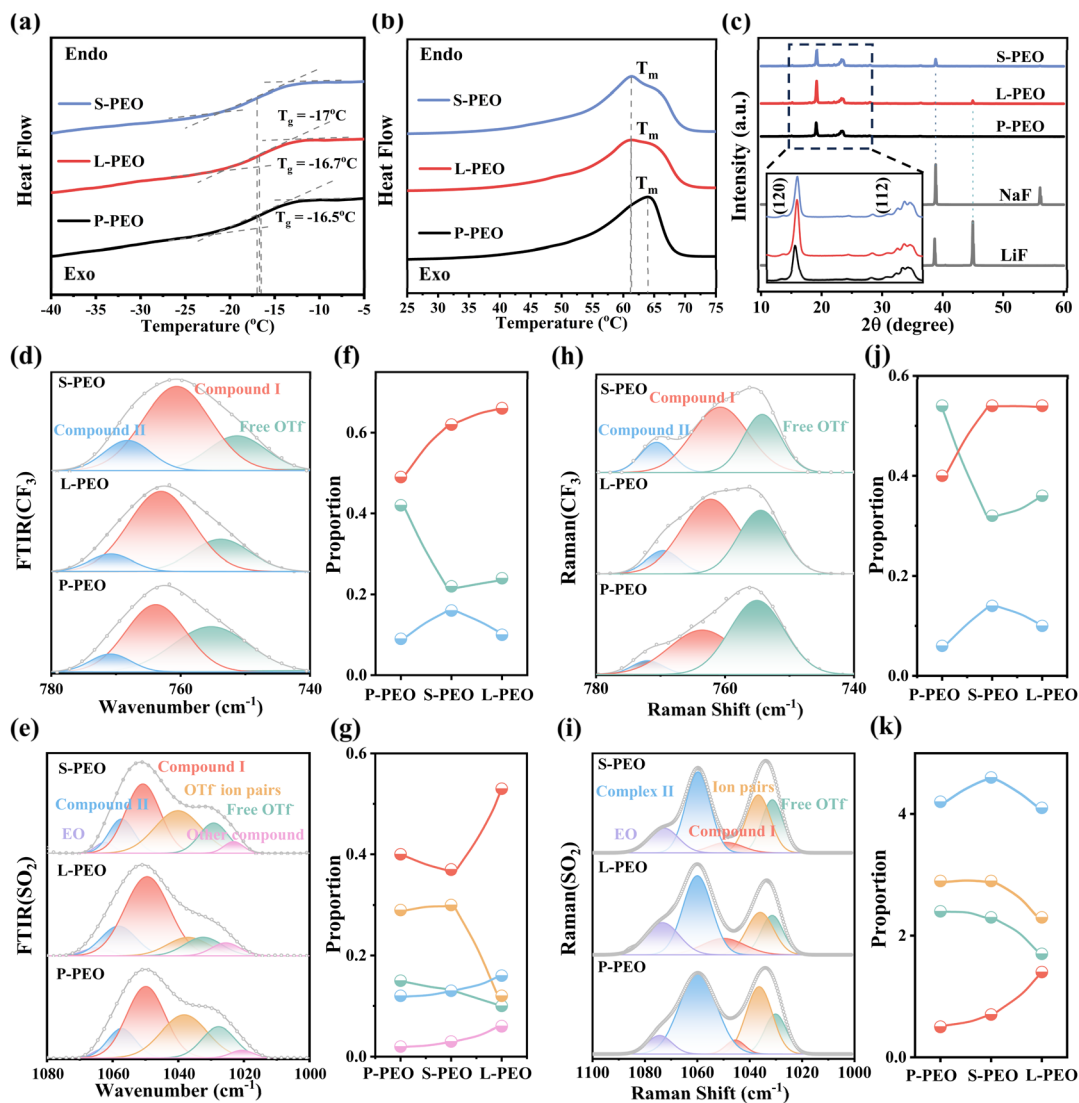 (a)
Endo
S-PEO
Tg = -17°C
L-PEO
Tg = -16.7°C
P-PEO
Tg = -16.5°C
Exo
Heat Flow
-40 -35 -30 -25 -20 -15 -10 -5
Temperature (°C)
(b)
Endo
Tm
S-PEO
Tm
L-PEO
Tm
P-PEO
Exo
Heat Flow
25 30 35 40 45 50 55 60 65 70 75
Temperature (°C)
(c)
S-PEO
L-PEO
P-PEO
(120)
(112)
NaF
LiF
Intensity (a.u.)
10 20 30 40 50 60
2θ (degree)
(d)
S-PEO
Compound I
Compound II
Free OTf-
L-PEO
P-PEO
FTIR(CF3)
780 760 740
Wavenumber (cm-1)
(f)
0.6
0.4
0.2
0.0
Proportion
P-PEO S-PEO L-PEO
(h)
S-PEO
Compound I
Compound II
Free OTf-
L-PEO
P-PEO
Raman(CF3)
780 760 740
Raman Shift (cm-1)
(j)
0.6
0.4
0.2
0.0
Proportion
P-PEO S-PEO L-PEO
(e)
S-PEO
Compound I
Compound II
OTf- ion pairs
Free OTf-
EO
Other compound
L-PEO
P-PEO
FTIR(SO2)
1080 1060 1040 1020 1000
Wavenumber (cm-1)
(g)
0.6
0.4
0.2
0.0
Proportion
P-PEO S-PEO L-PEO
(i)
S-PEO
Complex II
Ion pairs
Free OTf-
EO
Compound I
L-PEO
P-PEO
Raman(SO2)
1100 1080 1060 1040 1020 1000
Raman Shift (cm-1)
(k)
4
2
0.0
Proportion
P-PEO S-PEO L-PEO